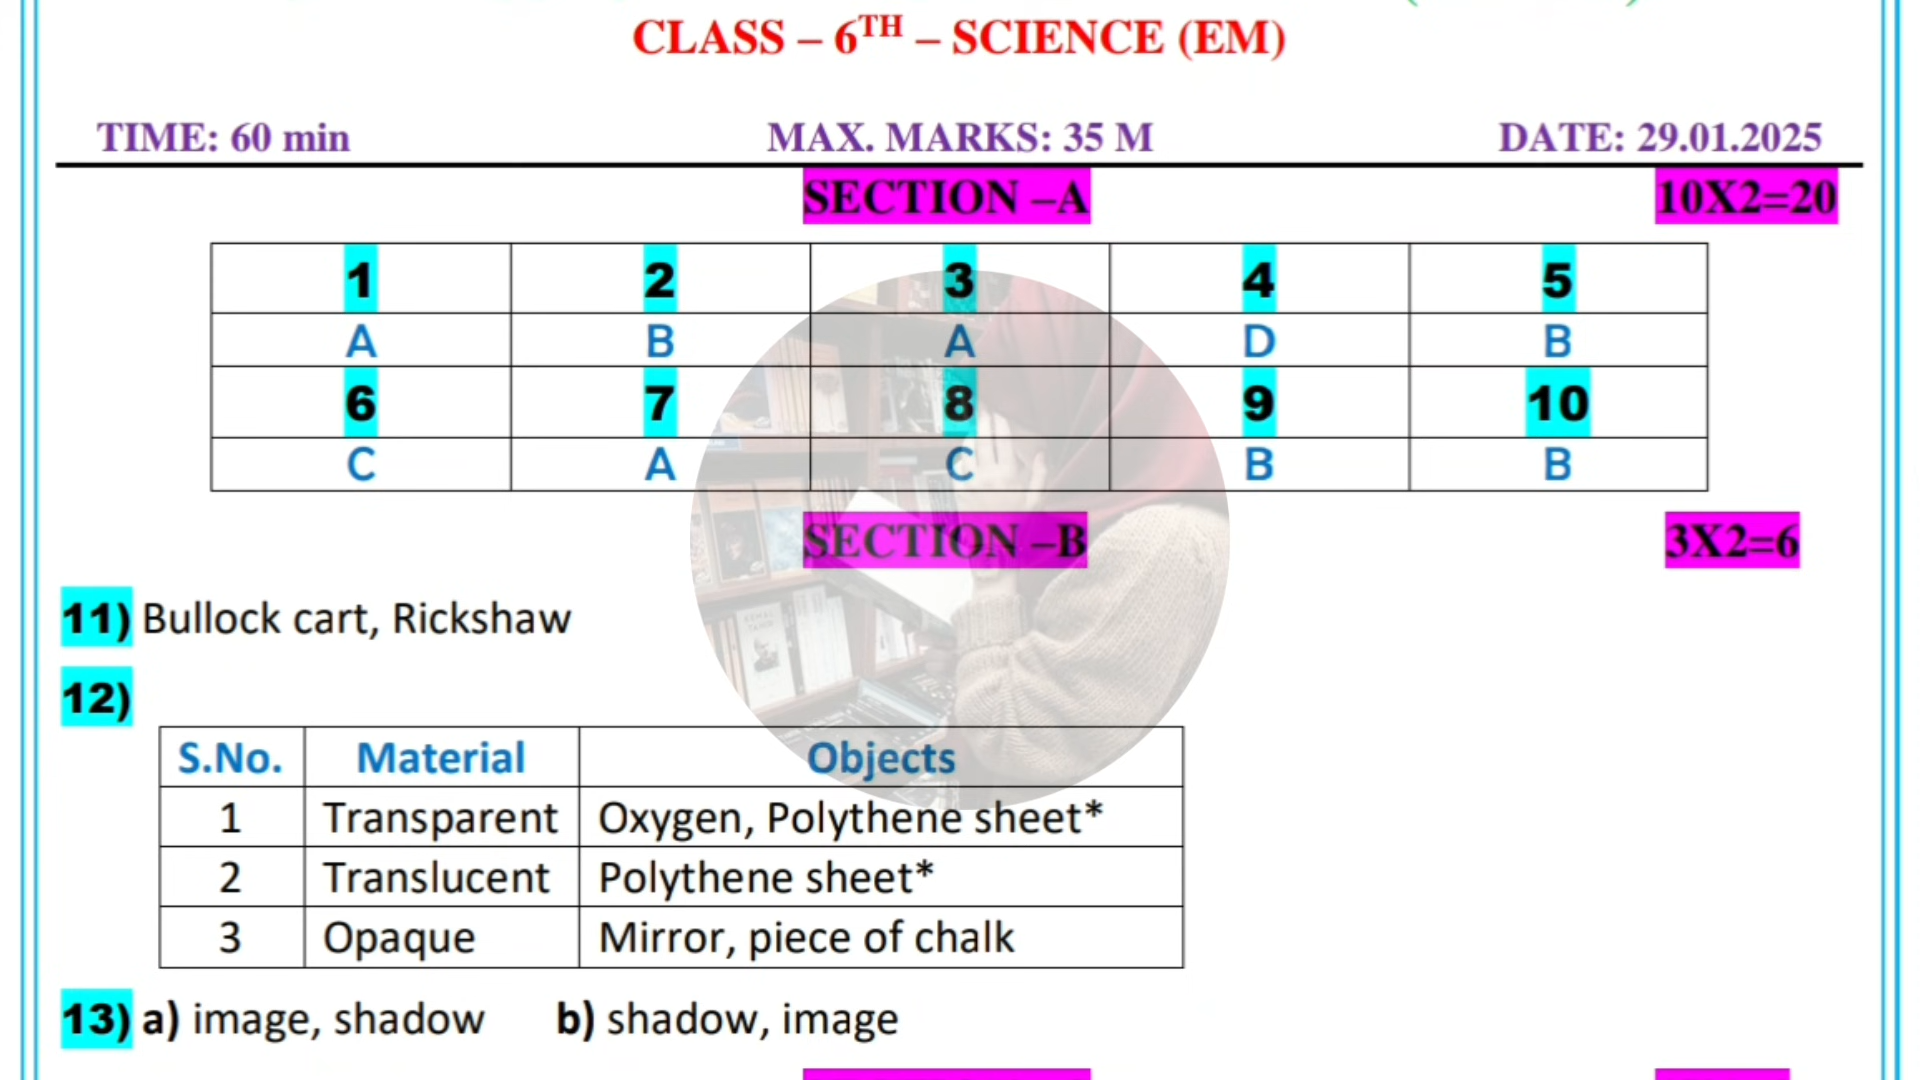 CLASS – 6TH – SCIENCE (EM)
TIME: 60 min MAX. MARKS: 35 M DATE: 29.01.2025
SECTION –A 10X2=20
1 2 3 4 5
A B A D B
6 7 8 9 10
C A C B B
SECTION –B 3X2=6
11) Bullock cart, Rickshaw
12)
S.No. Material Objects
1 Transparent Oxygen, Polythene sheet*
2 Translucent Polythene sheet*
3 Opaque Mirror, piece of chalk
13) a) image, shadow b) shadow, image